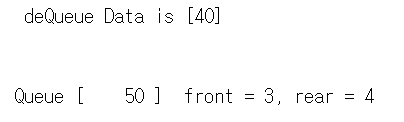 deQueue Data is [40]
Queue [    50 ]  front = 3, rear = 4